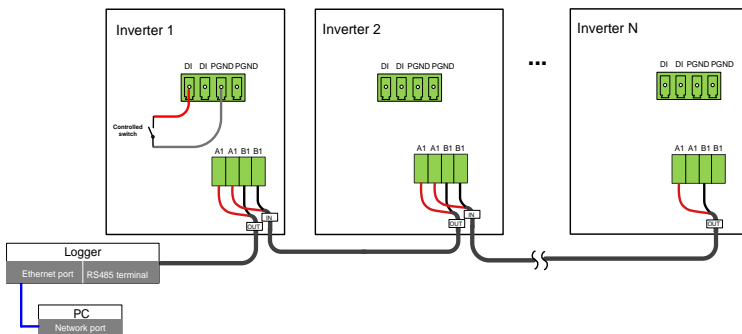 Inverter 1
DI DI PGND PGND
Controlled
switch
A1 A1 B1 B1
IN
OUT
Inverter 2
DI DI PGND PGND
A1 A1 B1 B1
IN
OUT
...
Inverter N
DI DI PGND PGND
A1 A1 B1 B1
OUT
Logger
Ethernet port RS485 terminal
PC
Network port